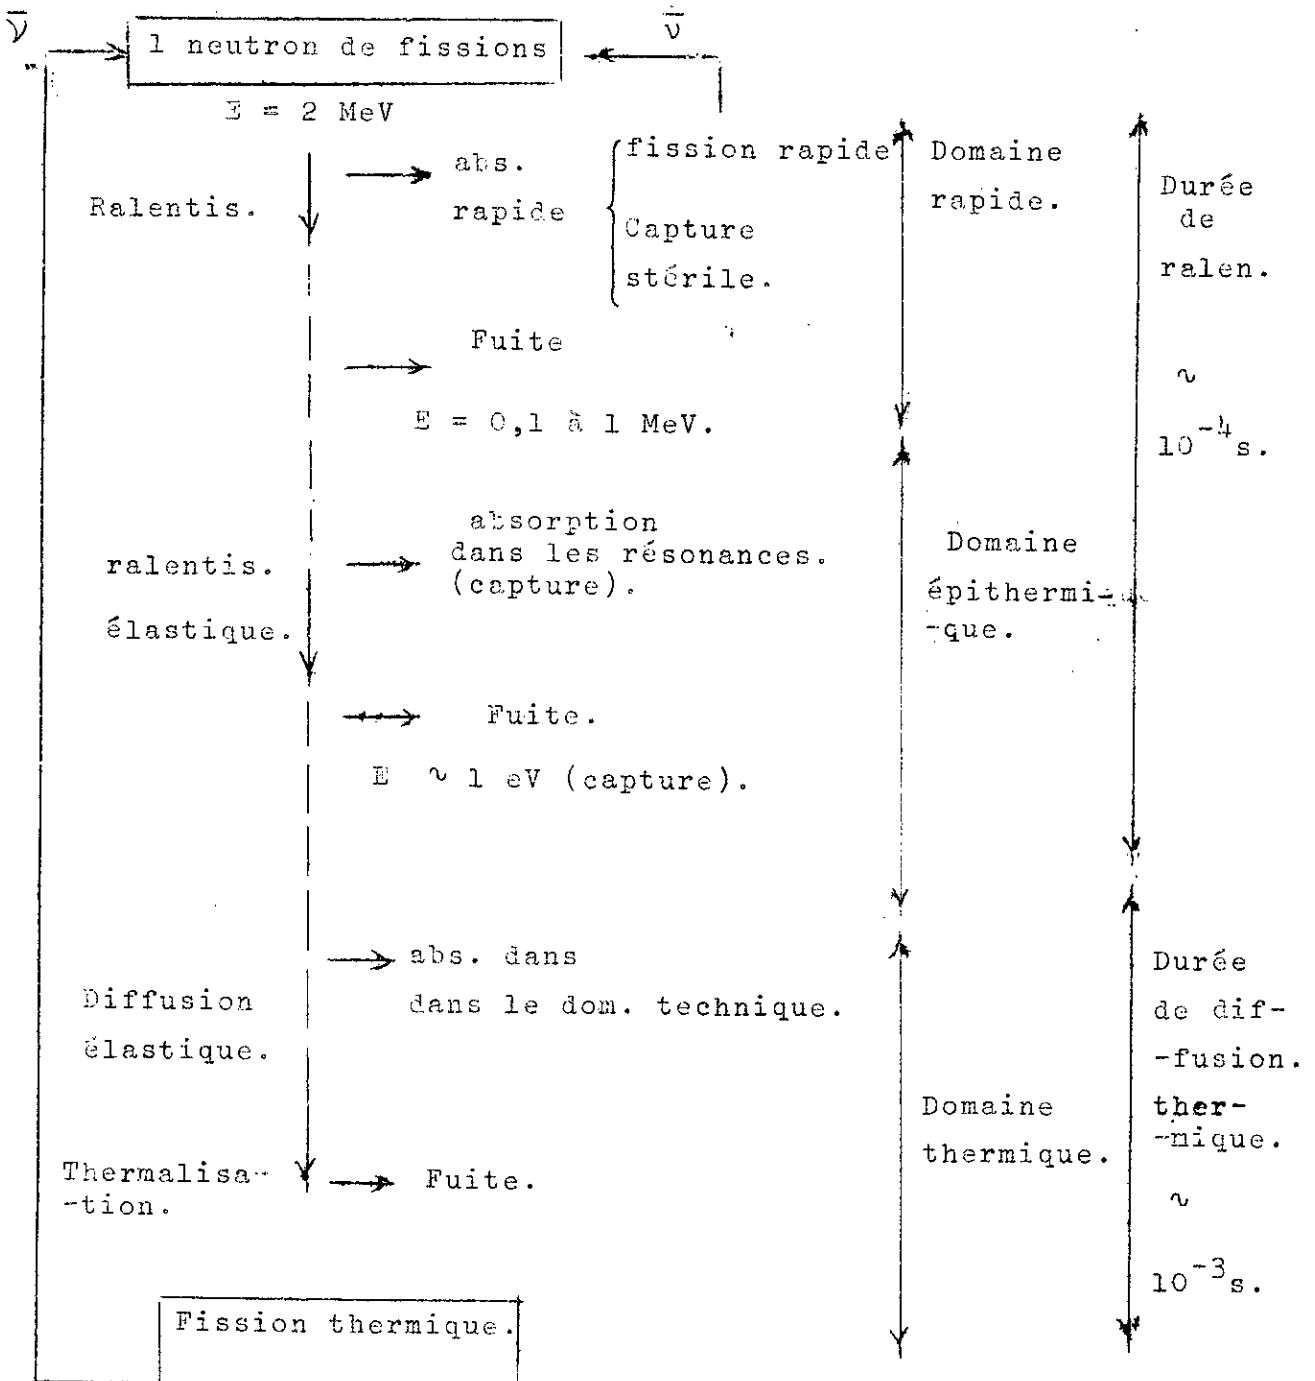 ν̄
ν̄
1 neutron de fissions
E = 2 MeV
Ralentis.
abs.
rapide
fission rapide
Capture
stérile.
Domaine
rapide.
Durée
de
ralen.
~
10⁻⁴s.
Fuite
E = 0,1 à 1 MeV.
ralentis.
élastique.
absorption
dans les résonances.
(capture).
Domaine
épithermi-
-que.
Fuite.
E ~ 1 eV (capture).
Diffusion
élastique.
abs. dans
dans le dom. technique.
Domaine
thermique.
Durée
de dif-
-fusion.
ther-
-mique.
~
10⁻³s.
Thermalisa-
-tion.
Fuite.
Fission thermique.